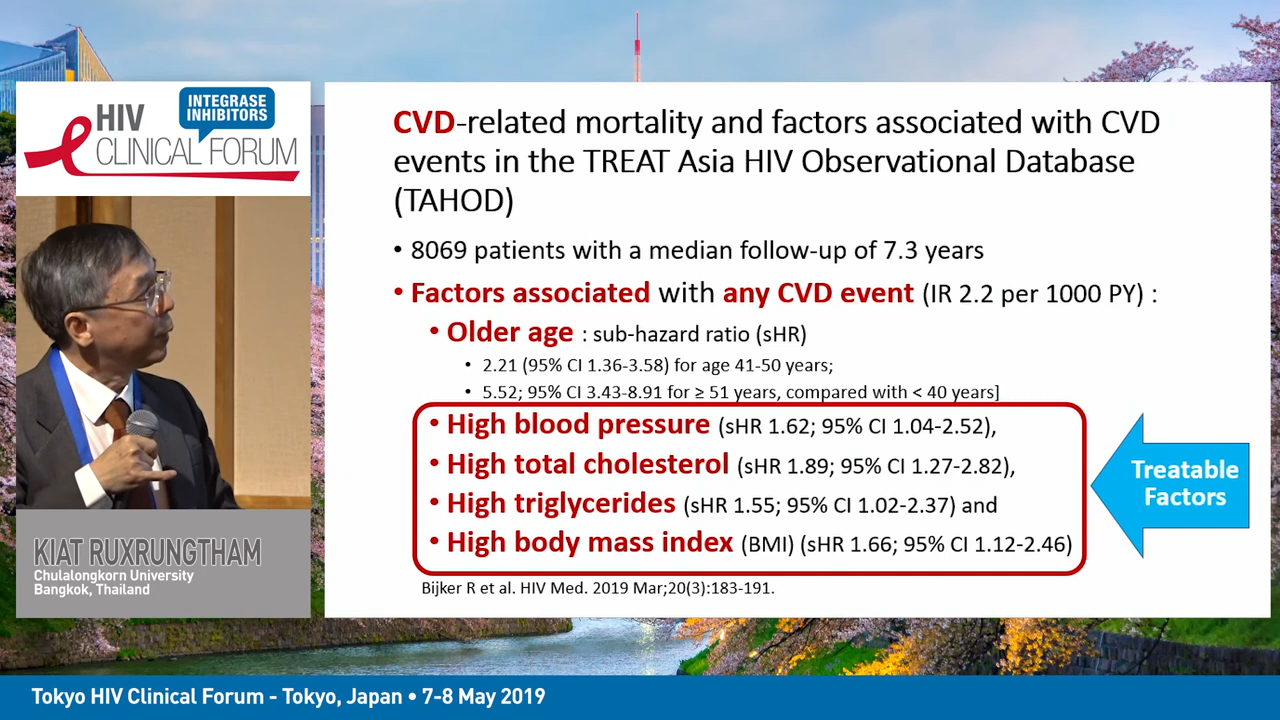 INTEGRASE
INHIBITORS
HIV
CLINICAL FORUM
CVD-related mortality and factors associated with CVD
events in the TREAT Asia HIV Observational Database
(TAHOD)
• 8069 patients with a median follow-up of 7.3 years
• Factors associated with any CVD event (IR 2.2 per 1000 PY) :
• Older age : sub-hazard ratio (sHR)
• 2.21 (95% CI 1.36-3.58) for age 41-50 years;
• 5.52; 95% CI 3.43-8.91 for ≥ 51 years, compared with < 40 years]
• High blood pressure (sHR 1.62; 95% CI 1.04-2.52),
• High total cholesterol (sHR 1.89; 95% CI 1.27-2.82),
• High triglycerides (sHR 1.55; 95% CI 1.02-2.37) and
• High body mass index (BMI) (sHR 1.66; 95% CI 1.12-2.46)
Treatable
Factors
Bijker R et al. HIV Med. 2019 Mar;20(3):183-191.
KIAT RUXRUNGTHAM
Chulalongkorn University
Bangkok, Thailand
Tokyo HIV Clinical Forum - Tokyo, Japan • 7-8 May 2019